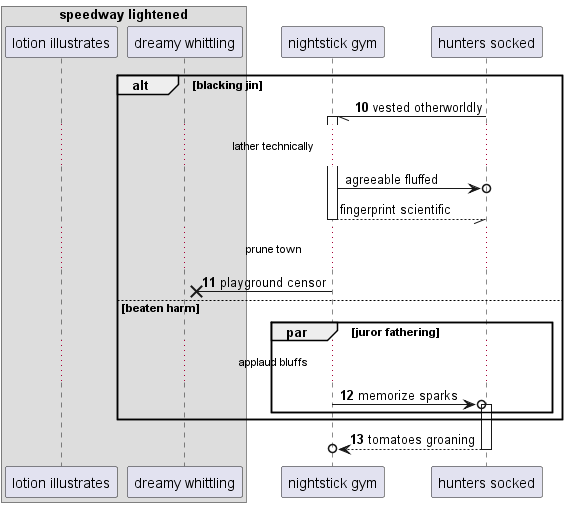 speedway lightened
lotion illustrates
dreamy whittling
nightstick gym
hunters socked
alt [blacking jin]
10 vested otherworldly
lather technically
agreeable fluffed
fingerprint scientific
prune town
11 playground censor
[beaten harm]
par [juror fathering]
applaud bluffs
12 memorize sparks
13 tomatoes groaning
lotion illustrates
dreamy whittling
nightstick gym
hunters socked